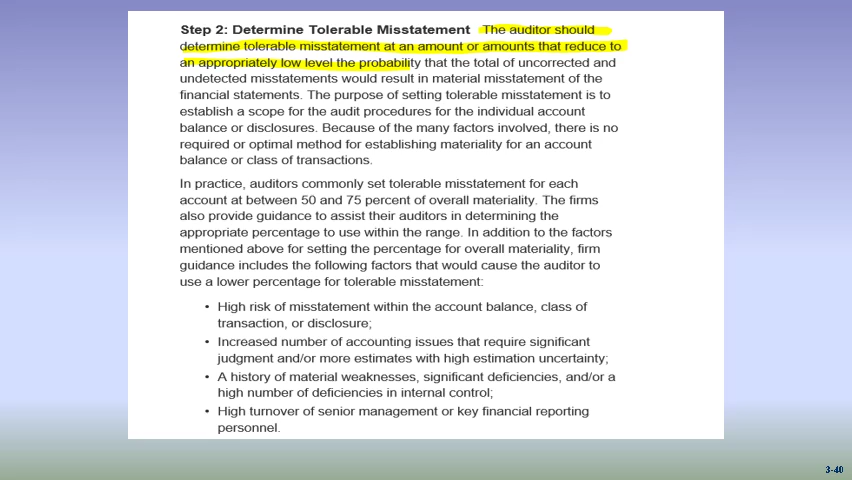 Step 2: Determine Tolerable Misstatement The auditor should
determine tolerable misstatement at an amount or amounts that reduce to
an appropriately low level the probability that the total of uncorrected and
undetected misstatements would result in material misstatement of the
financial statements. The purpose of setting tolerable misstatement is to
establish a scope for the audit procedures for the individual account
balance or disclosures. Because of the many factors involved, there is no
required or optimal method for establishing materiality for an account
balance or class of transactions.
In practice, auditors commonly set tolerable misstatement for each
account at between 50 and 75 percent of overall materiality. The firms
also provide guidance to assist their auditors in determining the
appropriate percentage to use within the range. In addition to the factors
mentioned above for setting the percentage for overall materiality, firm
guidance includes the following factors that would cause the auditor to
use a lower percentage for tolerable misstatement:
• High risk of misstatement within the account balance, class of
transaction, or disclosure;
• Increased number of accounting issues that require significant
judgment and/or more estimates with high estimation uncertainty;
• A history of material weaknesses, significant deficiencies, and/or a
high number of deficiencies in internal control;
• High turnover of senior management or key financial reporting
personnel.
3-40